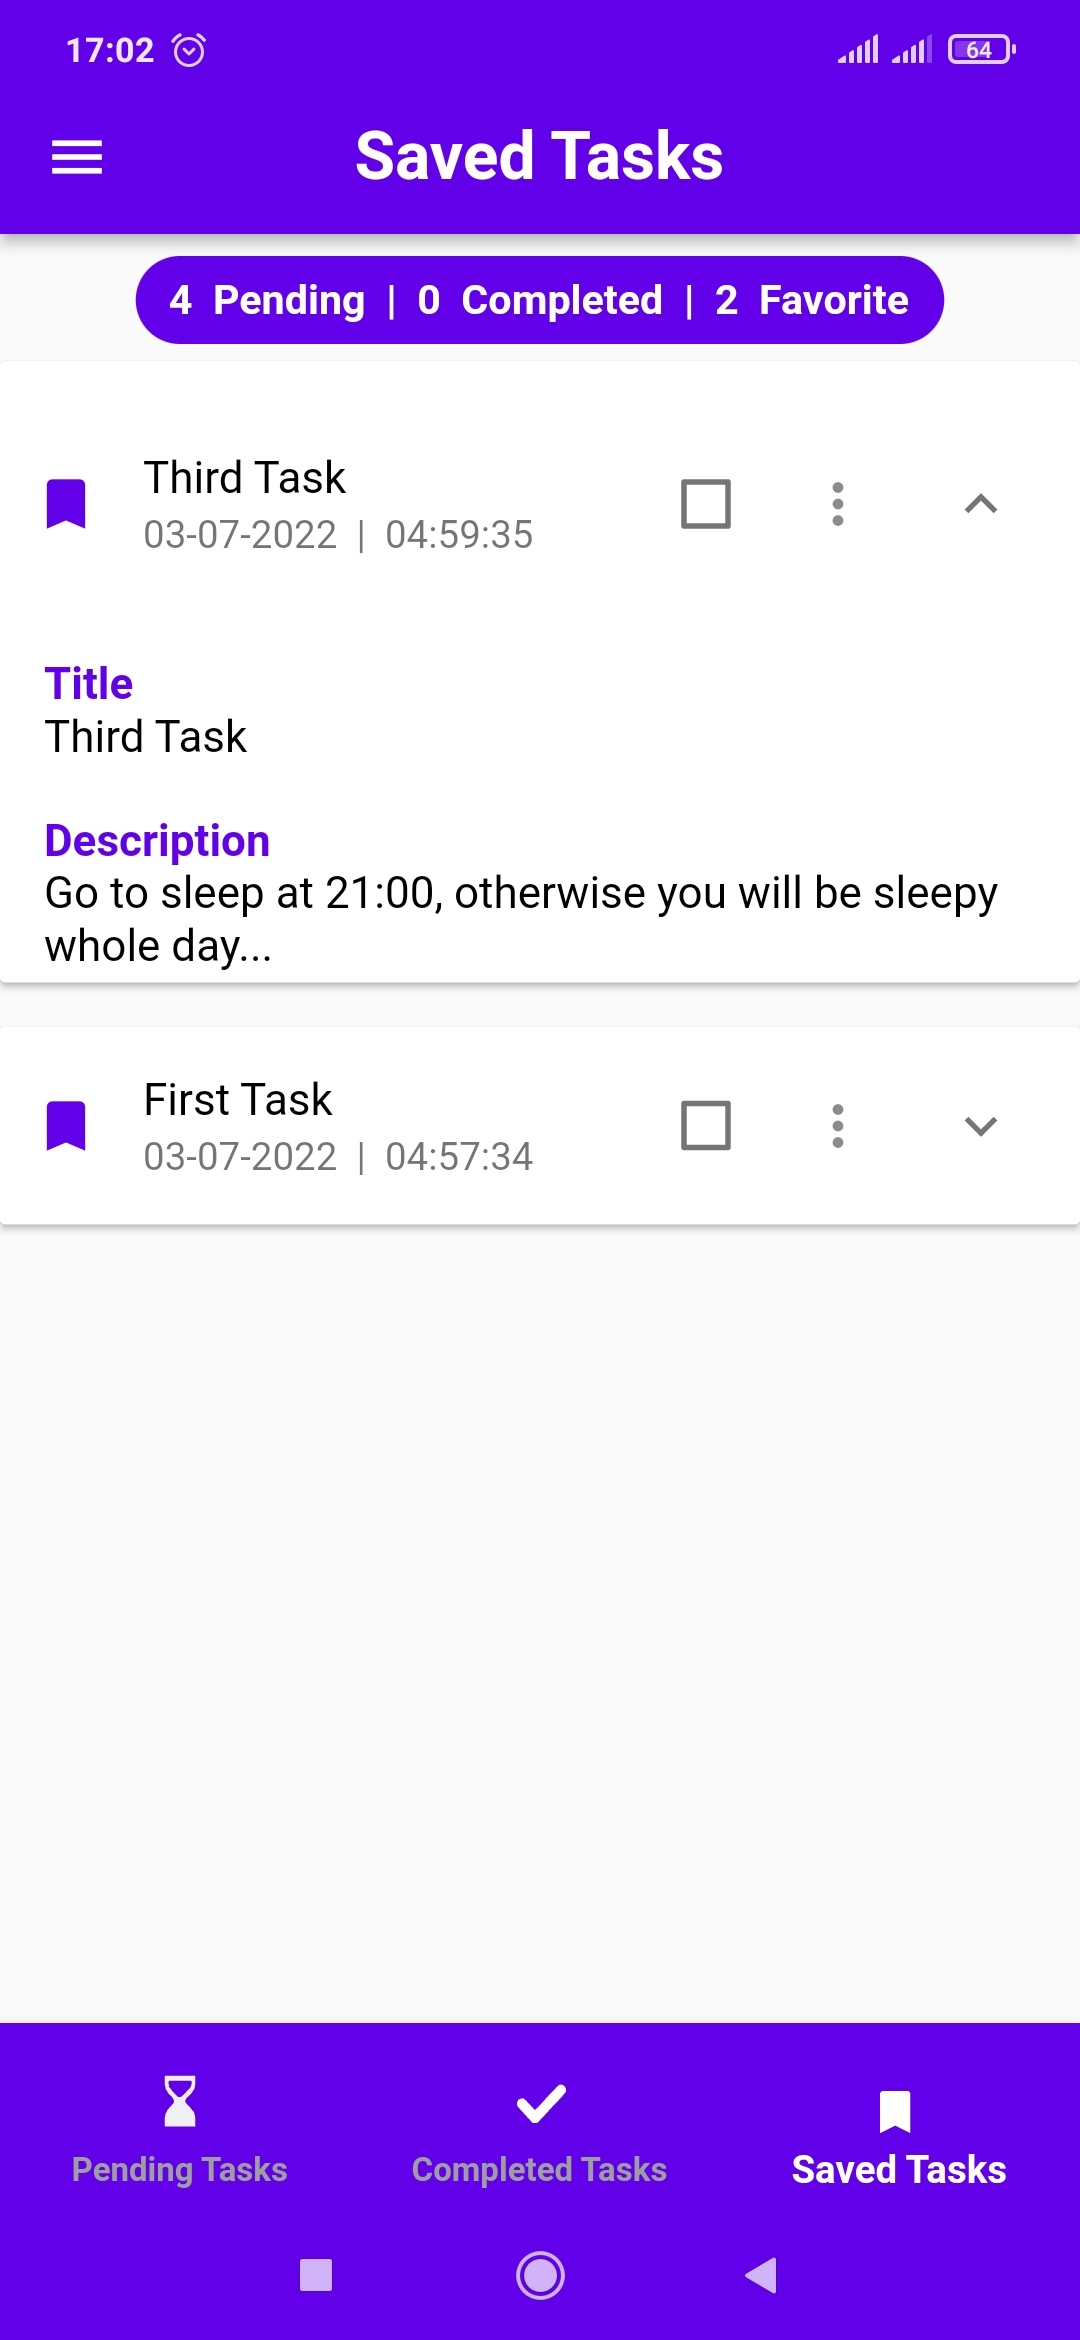 17:02
64
Saved Tasks
4 Pending | 0 Completed | 2 Favorite
Third Task
03-07-2022 | 04:59:35
Title
Third Task
Description
Go to sleep at 21:00, otherwise you will be sleepy
whole day...
First Task
03-07-2022 | 04:57:34
Pending Tasks
Completed Tasks
Saved Tasks